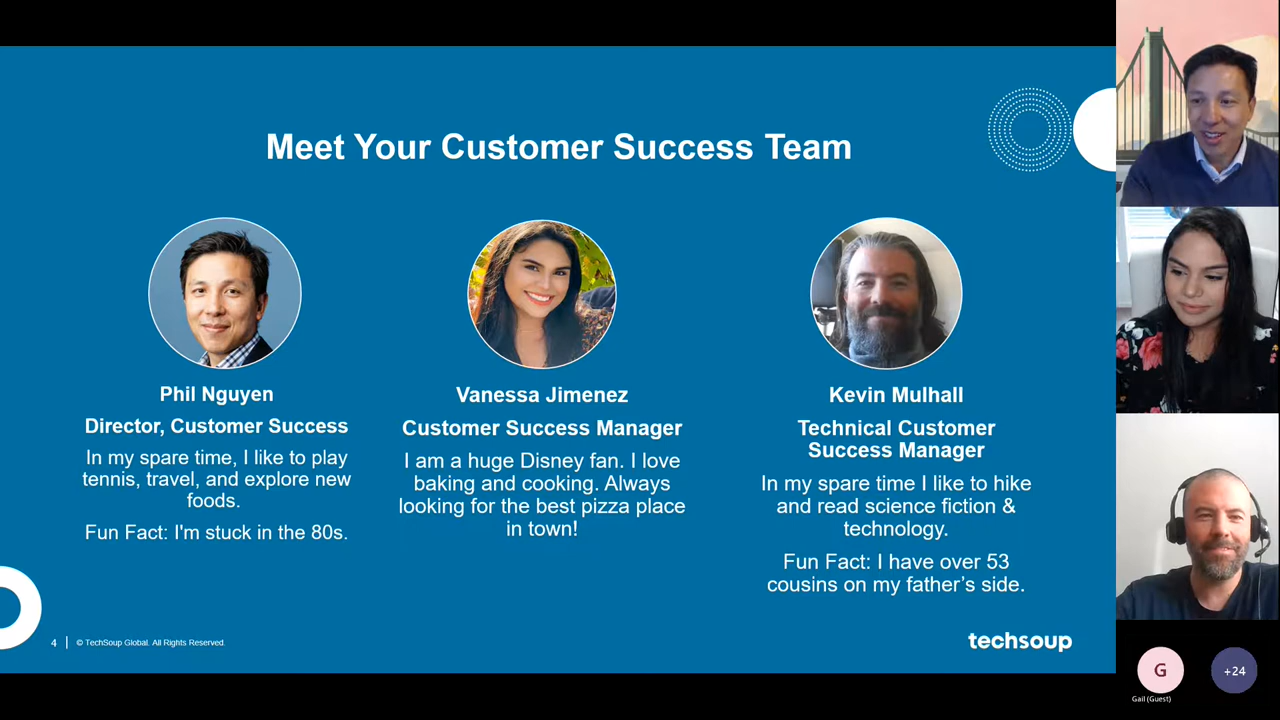 Meet Your Customer Success Team
Phil Nguyen
Director, Customer Success
In my spare time, I like to play
tennis, travel, and explore new
foods.
Fun Fact: I'm stuck in the 80s.
Vanessa Jimenez
Customer Success Manager
I am a huge Disney fan. I love
baking and cooking. Always
looking for the best pizza place
in town!
Kevin Mulhall
Technical Customer
Success Manager
In my spare time I like to hike
and read science fiction &
technology.
Fun Fact: I have over 53
cousins on my father’s side.
4
© TechSoup Global. All Rights Reserved.
techsoup
G
Gail (Guest)
+24